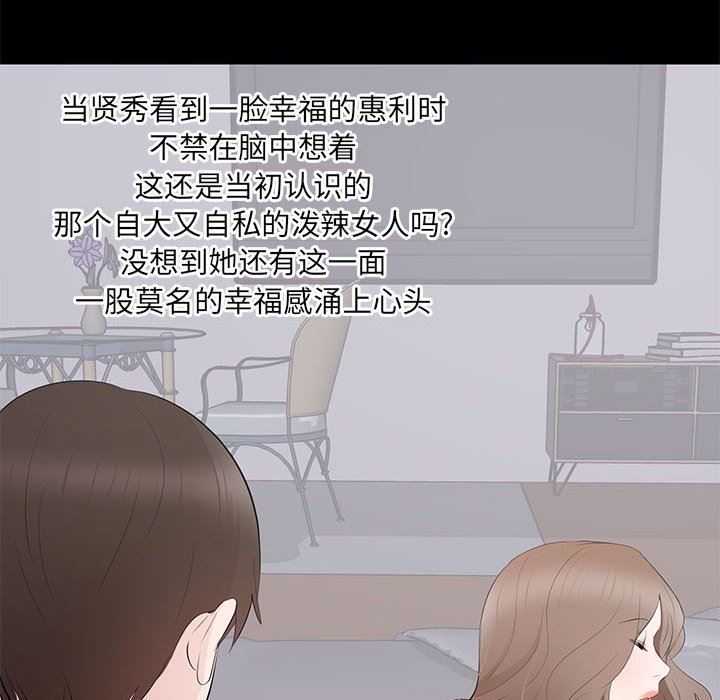 当贤秀看到一脸幸福的惠利时
不禁在脑中想着
这还是当初认识的
那个自大又自私的泼辣女人吗?
没想到她还有这一面
一股莫名的幸福感涌上心头